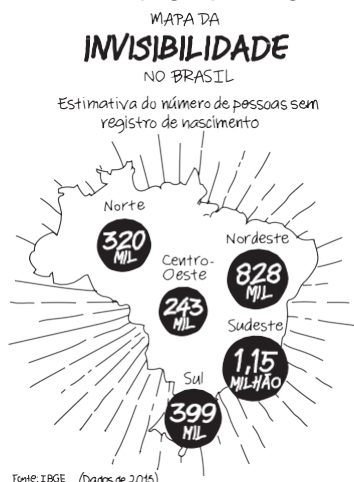 MAPA DA
INVISIBILIDADE
NO BRASIL
Estimativa do número de pessoas sem
registro de nascimento
Norte
320
MIL
Nordeste
828
MIL
Centro-
Oeste
243
MIL
Sudeste
1,15
MILHÃO
Sul
399
MIL
Fonte: IBGE (Dados de 2015)